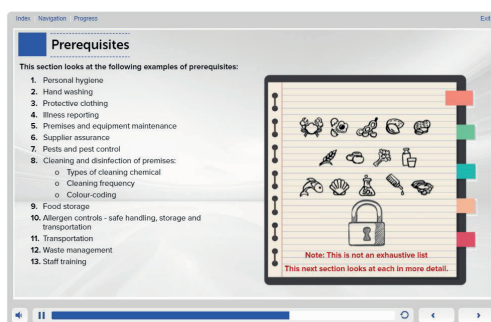 Index Navigation Progress Exit
Prerequisites
This section looks at the following examples of prerequisites:
1. Personal hygiene
2. Hand washing
3. Protective clothing
4. Illness reporting
5. Premises and equipment maintenance
6. Supplier assurance
7. Pests and pest control
8. Cleaning and disinfection of premises:
o Types of cleaning chemical
o Cleaning frequency
o Colour-coding
9. Food storage
10. Allergen controls - safe handling, storage and
transportation
11. Transportation
12. Waste management
13. Staff training
Note: This is not an exhaustive list
This next section looks at each in more detail.